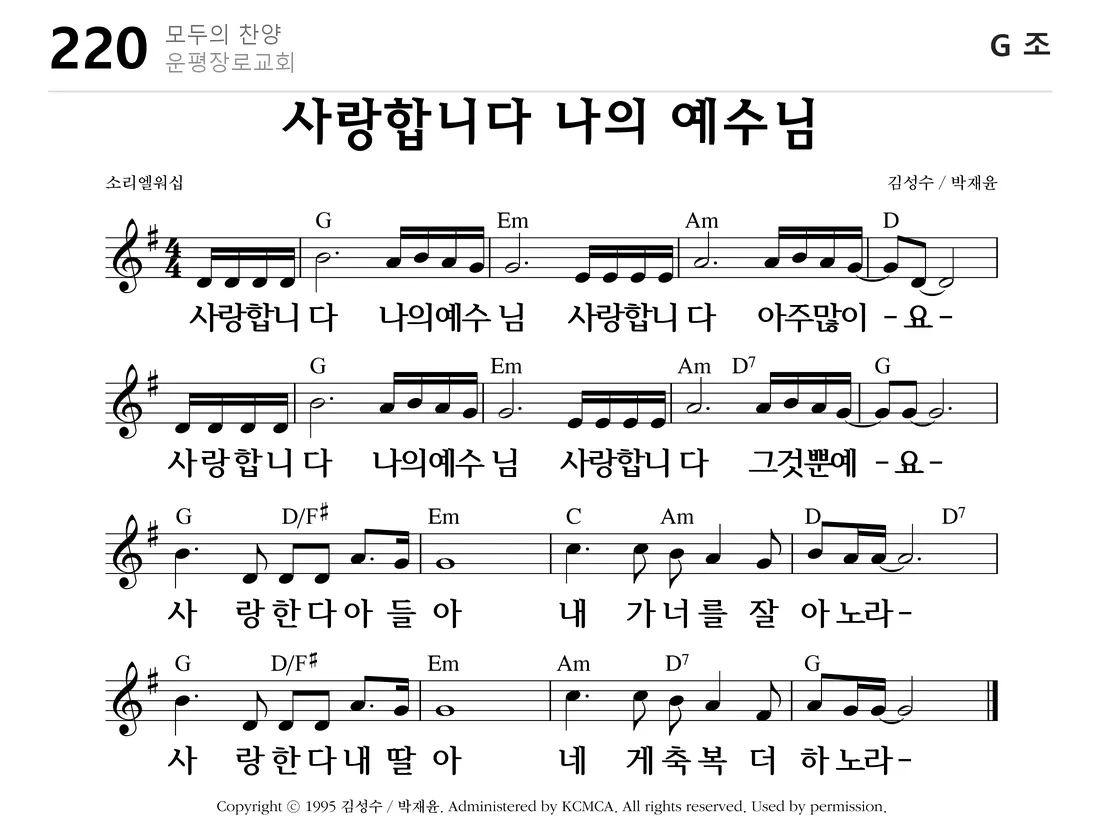 220 모두의 찬양
운평장로교회
G 조
사랑합니다 나의 예수님
소리엘워십 김성수 / 박재윤
G Em Am D
사랑합니 다 나의예수 님 사랑합니 다 아주많이 - 요 -
G Em Am D7 G
사 랑 합 니 다 나의예수 님 사랑합니 다 그것뿐예 - 요 -
G D/F♯ Em C Am D D7
사 랑 한 다 아 들 아 내 가 너 를 잘 아 노라-
G D/F♯ Em Am D7 G
사 랑 한 다 내 딸 아 네 게 축 복 더 하 노라-
Copyright ⓒ 1995 김성수 / 박재윤. Administered by KCMCA. All rights reserved. Used by permission.